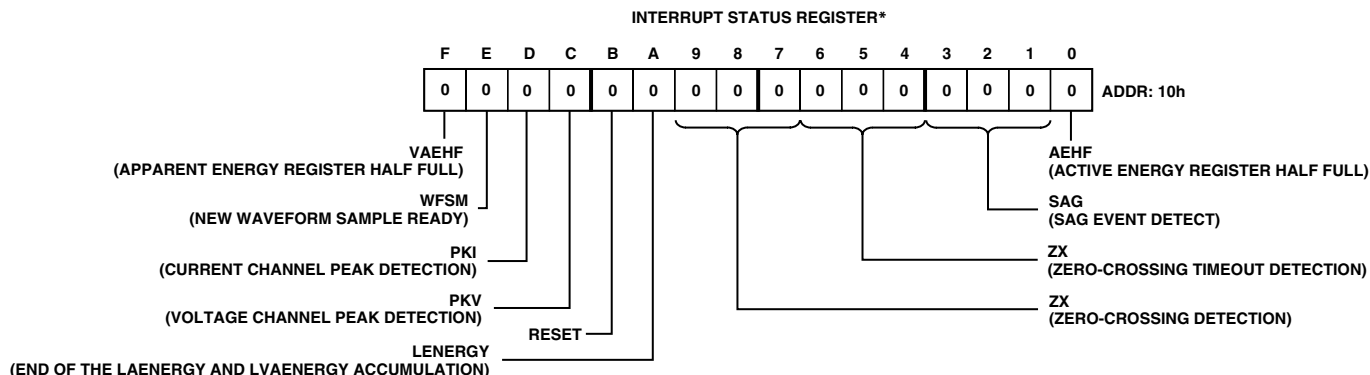 INTERRUPT STATUS REGISTER*
F E D C B A 9 8 7 6 5 4 3 2 1 0
0 0 0 0 0 0 0 0 0 0 0 0 0 0 0 0 ADDR: 10h
VAEHF
(APPARENT ENERGY REGISTER HALF FULL)
WFSM
(NEW WAVEFORM SAMPLE READY)
PKI
(CURRENT CHANNEL PEAK DETECTION)
PKV
(VOLTAGE CHANNEL PEAK DETECTION)
RESET
LENERGY
(END OF THE LAENERGY AND LVAENERGY ACCUMULATION)
AEHF
(ACTIVE ENERGY REGISTER HALF FULL)
SAG
(SAG EVENT DETECT)
ZX
(ZERO-CROSSING TIMEOUT DETECTION)
ZX
(ZERO-CROSSING DETECTION)